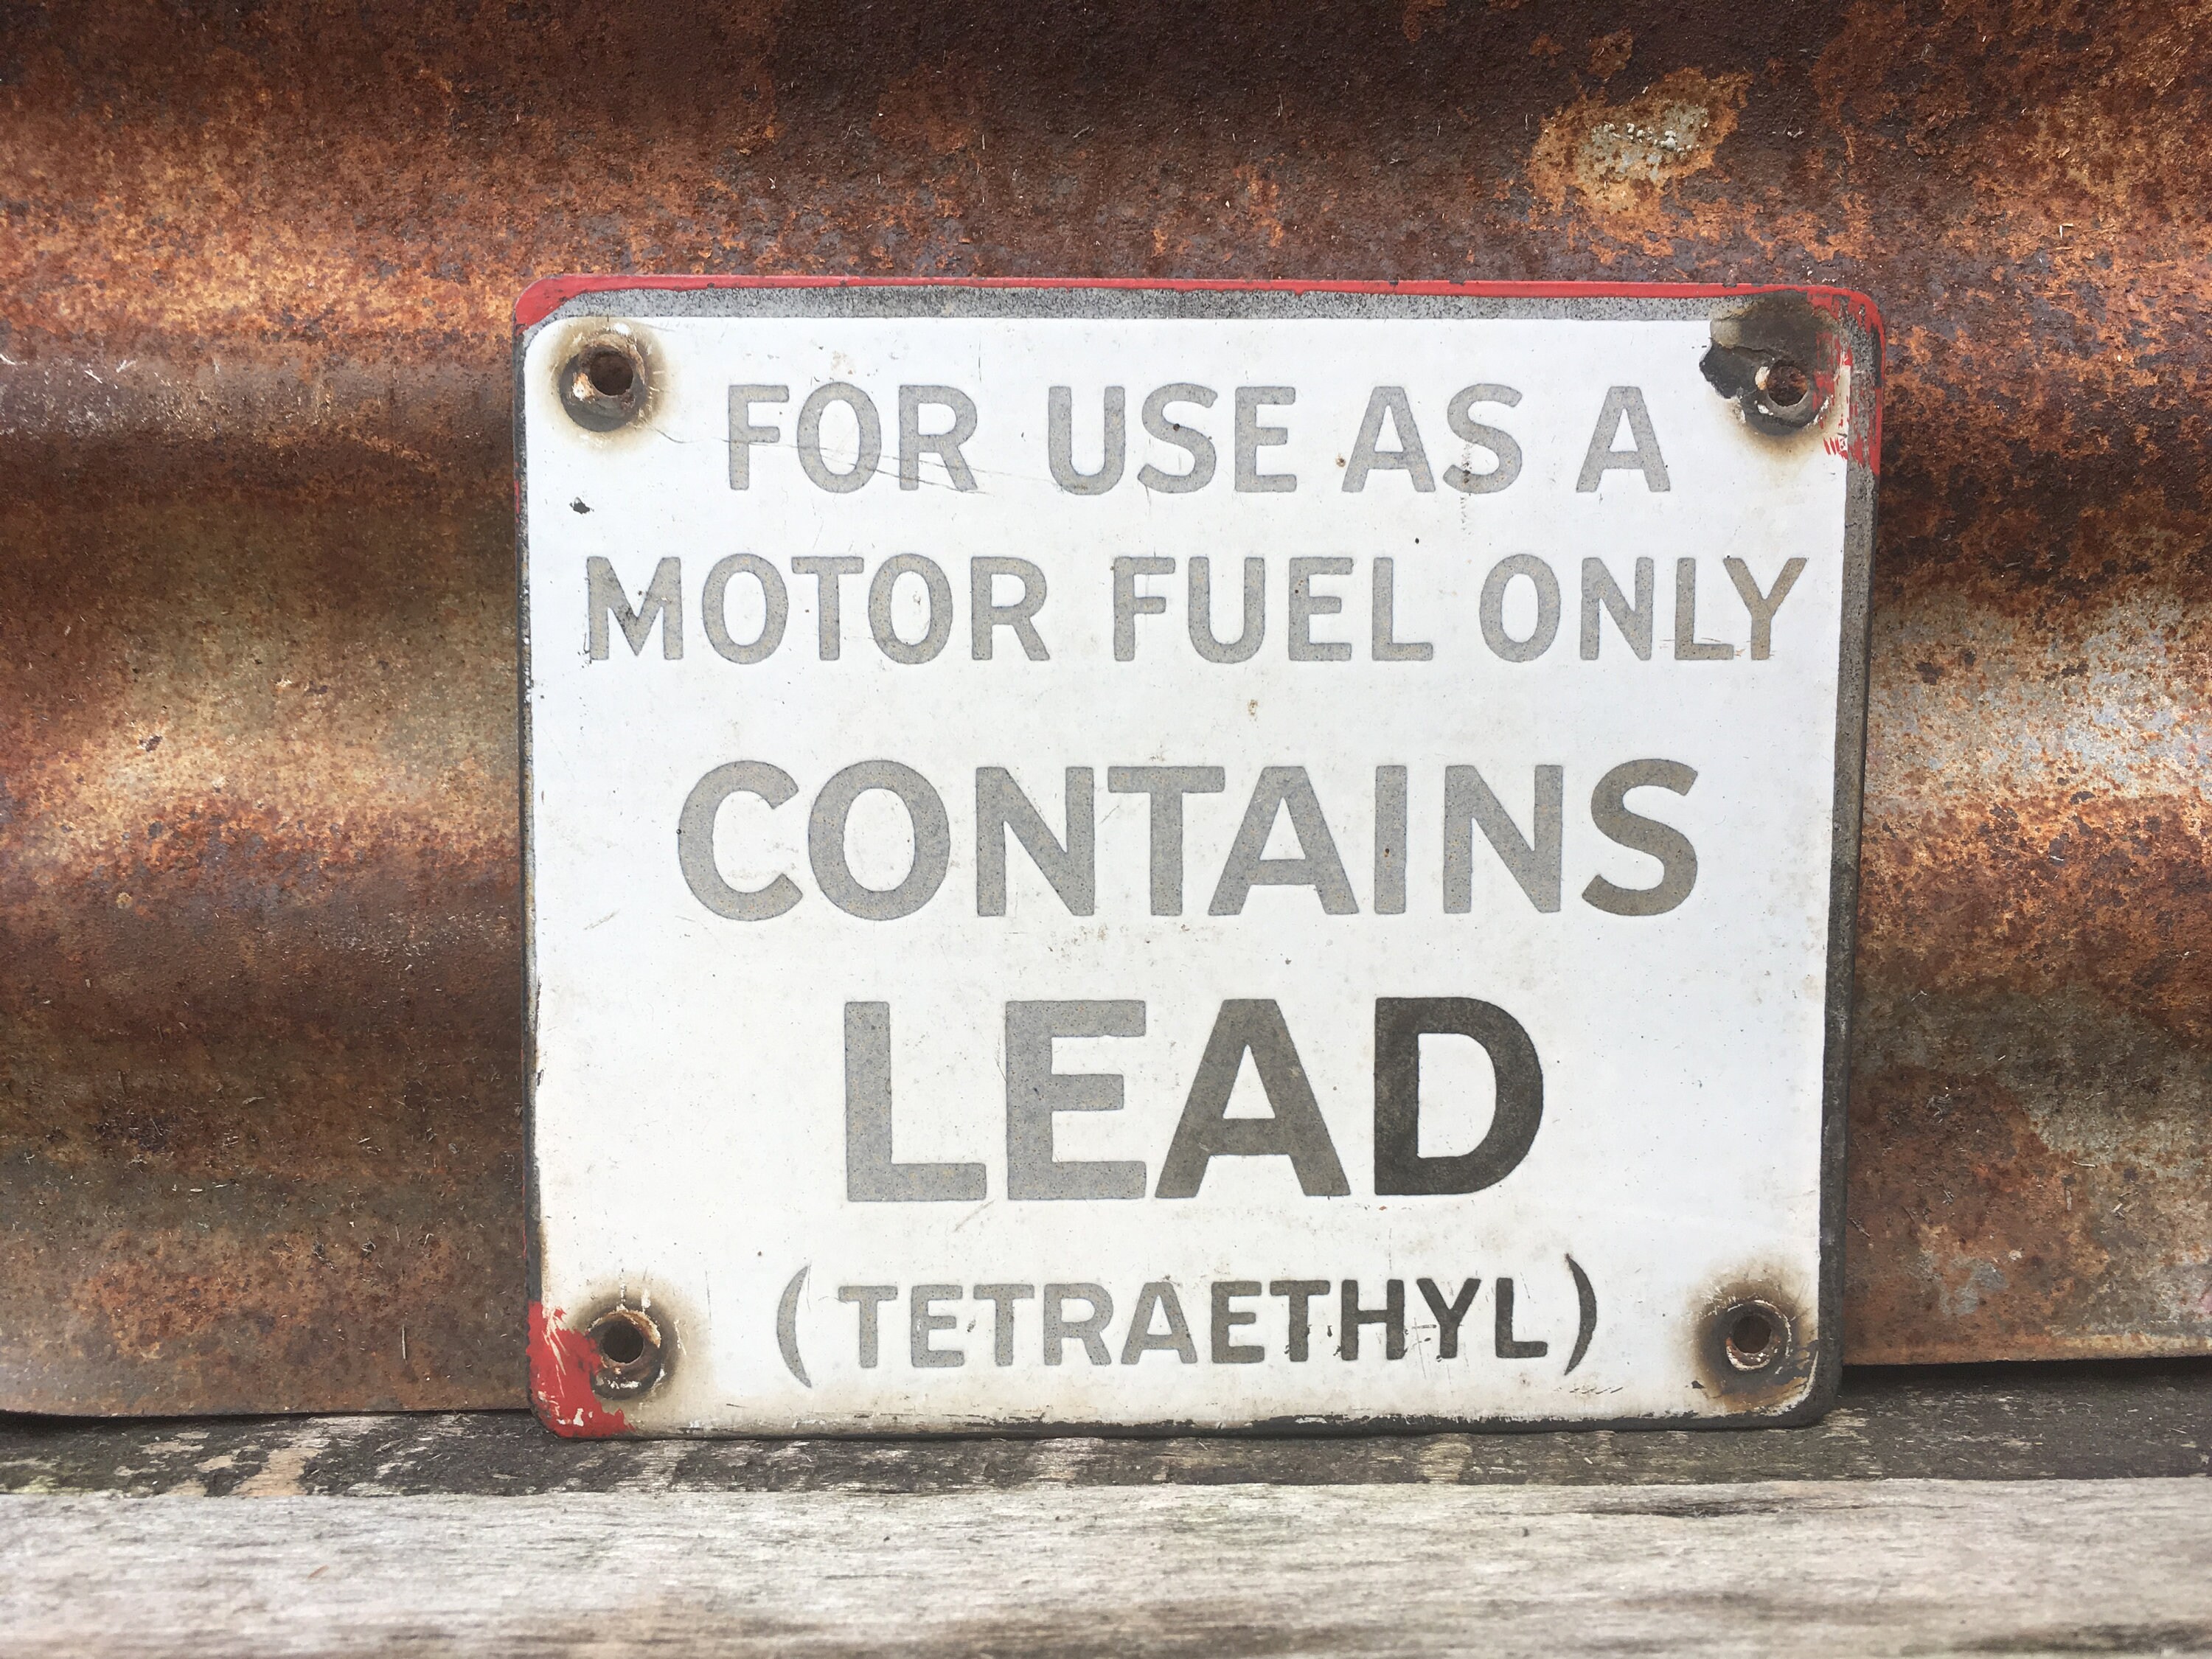 FOR USE AS A
MOTOR FUEL ONLY
CONTAINS
LEAD
(TETRAETHYL)